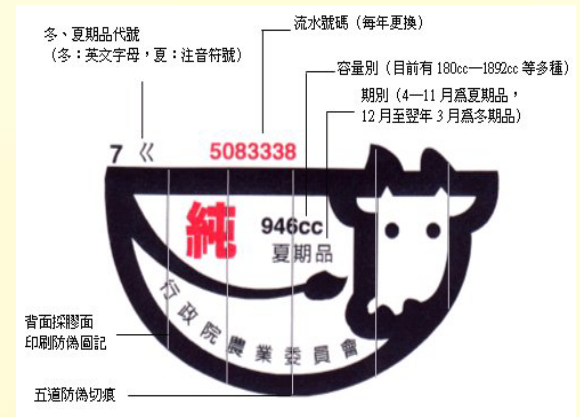 冬、夏期品代號
（冬：英文字母，夏：注音符號）
流水號碼（每年更換）
容量別（目前有 180cc—1892cc 等多種）
期別（4—11 月爲夏期品，
12 月至翌年 3 月爲冬期品）
7 ㄍ 5083338
純 946cc
夏期品
行政院農業委員會
背面採膠面
印刷防偽圖記
五道防偽切痕